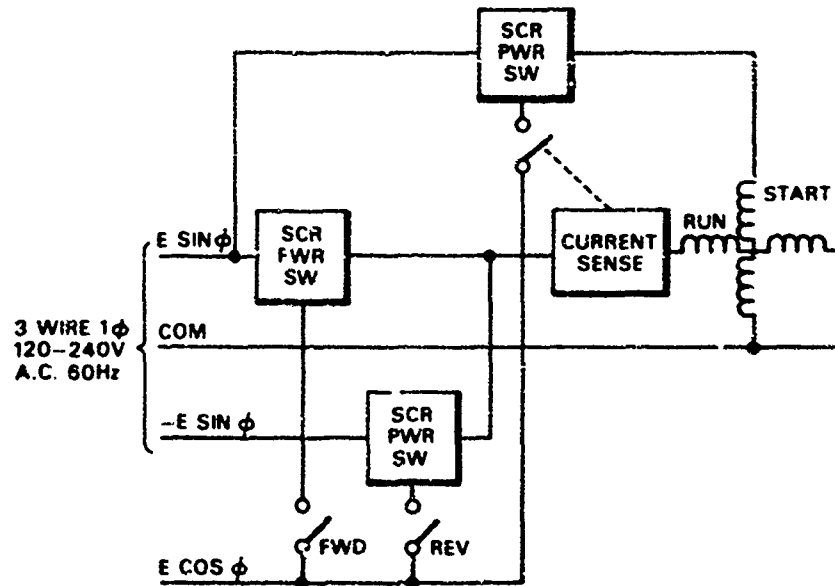 SCR
PWR
SW
START
RUN
E SIN ϕ
SCR
PWR
SW
CURRENT
SENSE
3 WIRE 1ϕ
120–240V
A.C. 60Hz
COM
–E SIN ϕ
SCR
PWR
SW
FWD
REV
E COS ϕ